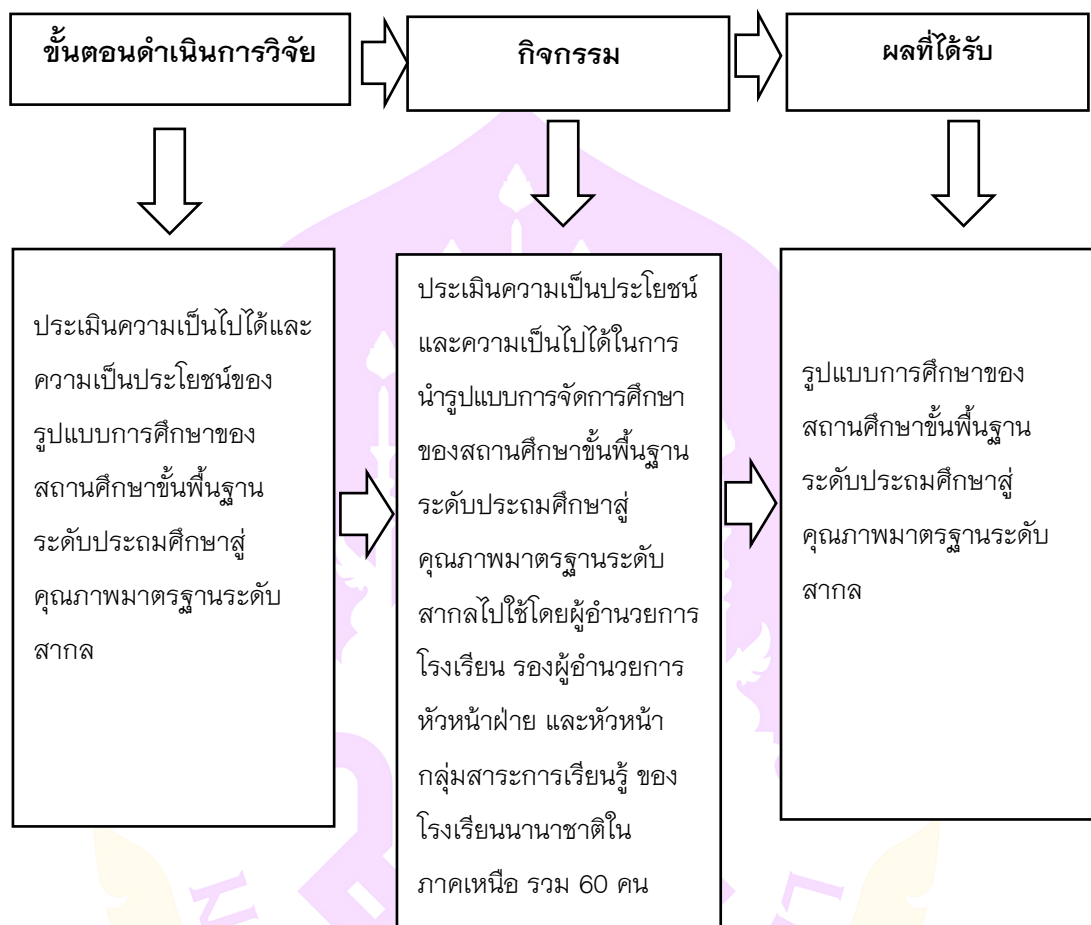 ขั้นตอนดำเนินการวิจัย
กิจกรรม
ผลที่ได้รับ
ประเมินความเป็นไปได้และ
ความเป็นประโยชน์ของ
รูปแบบการศึกษาของ
สถานศึกษาขั้นพื้นฐาน
ระดับประถมศึกษาสู่
คุณภาพมาตรฐานระดับ
สากล
ประเมินความเป็นประโยชน์
และความเป็นไปได้ในการ
นำรูปแบบการจัดการศึกษา
ของสถานศึกษาขั้นพื้นฐาน
ระดับประถมศึกษาสู่
คุณภาพมาตรฐานระดับ
สากลไปใช้โดยผู้อำนวยการ
โรงเรียน รองผู้อำนวยการ
หัวหน้าฝ่าย และหัวหน้า
กลุ่มสาระการเรียนรู้ ของ
โรงเรียนนานาชาติใน
ภาคเหนือ รวม 60 คน
รูปแบบการศึกษาของ
สถานศึกษาขั้นพื้นฐาน
ระดับประถมศึกษาสู่
คุณภาพมาตรฐานระดับ
สากล